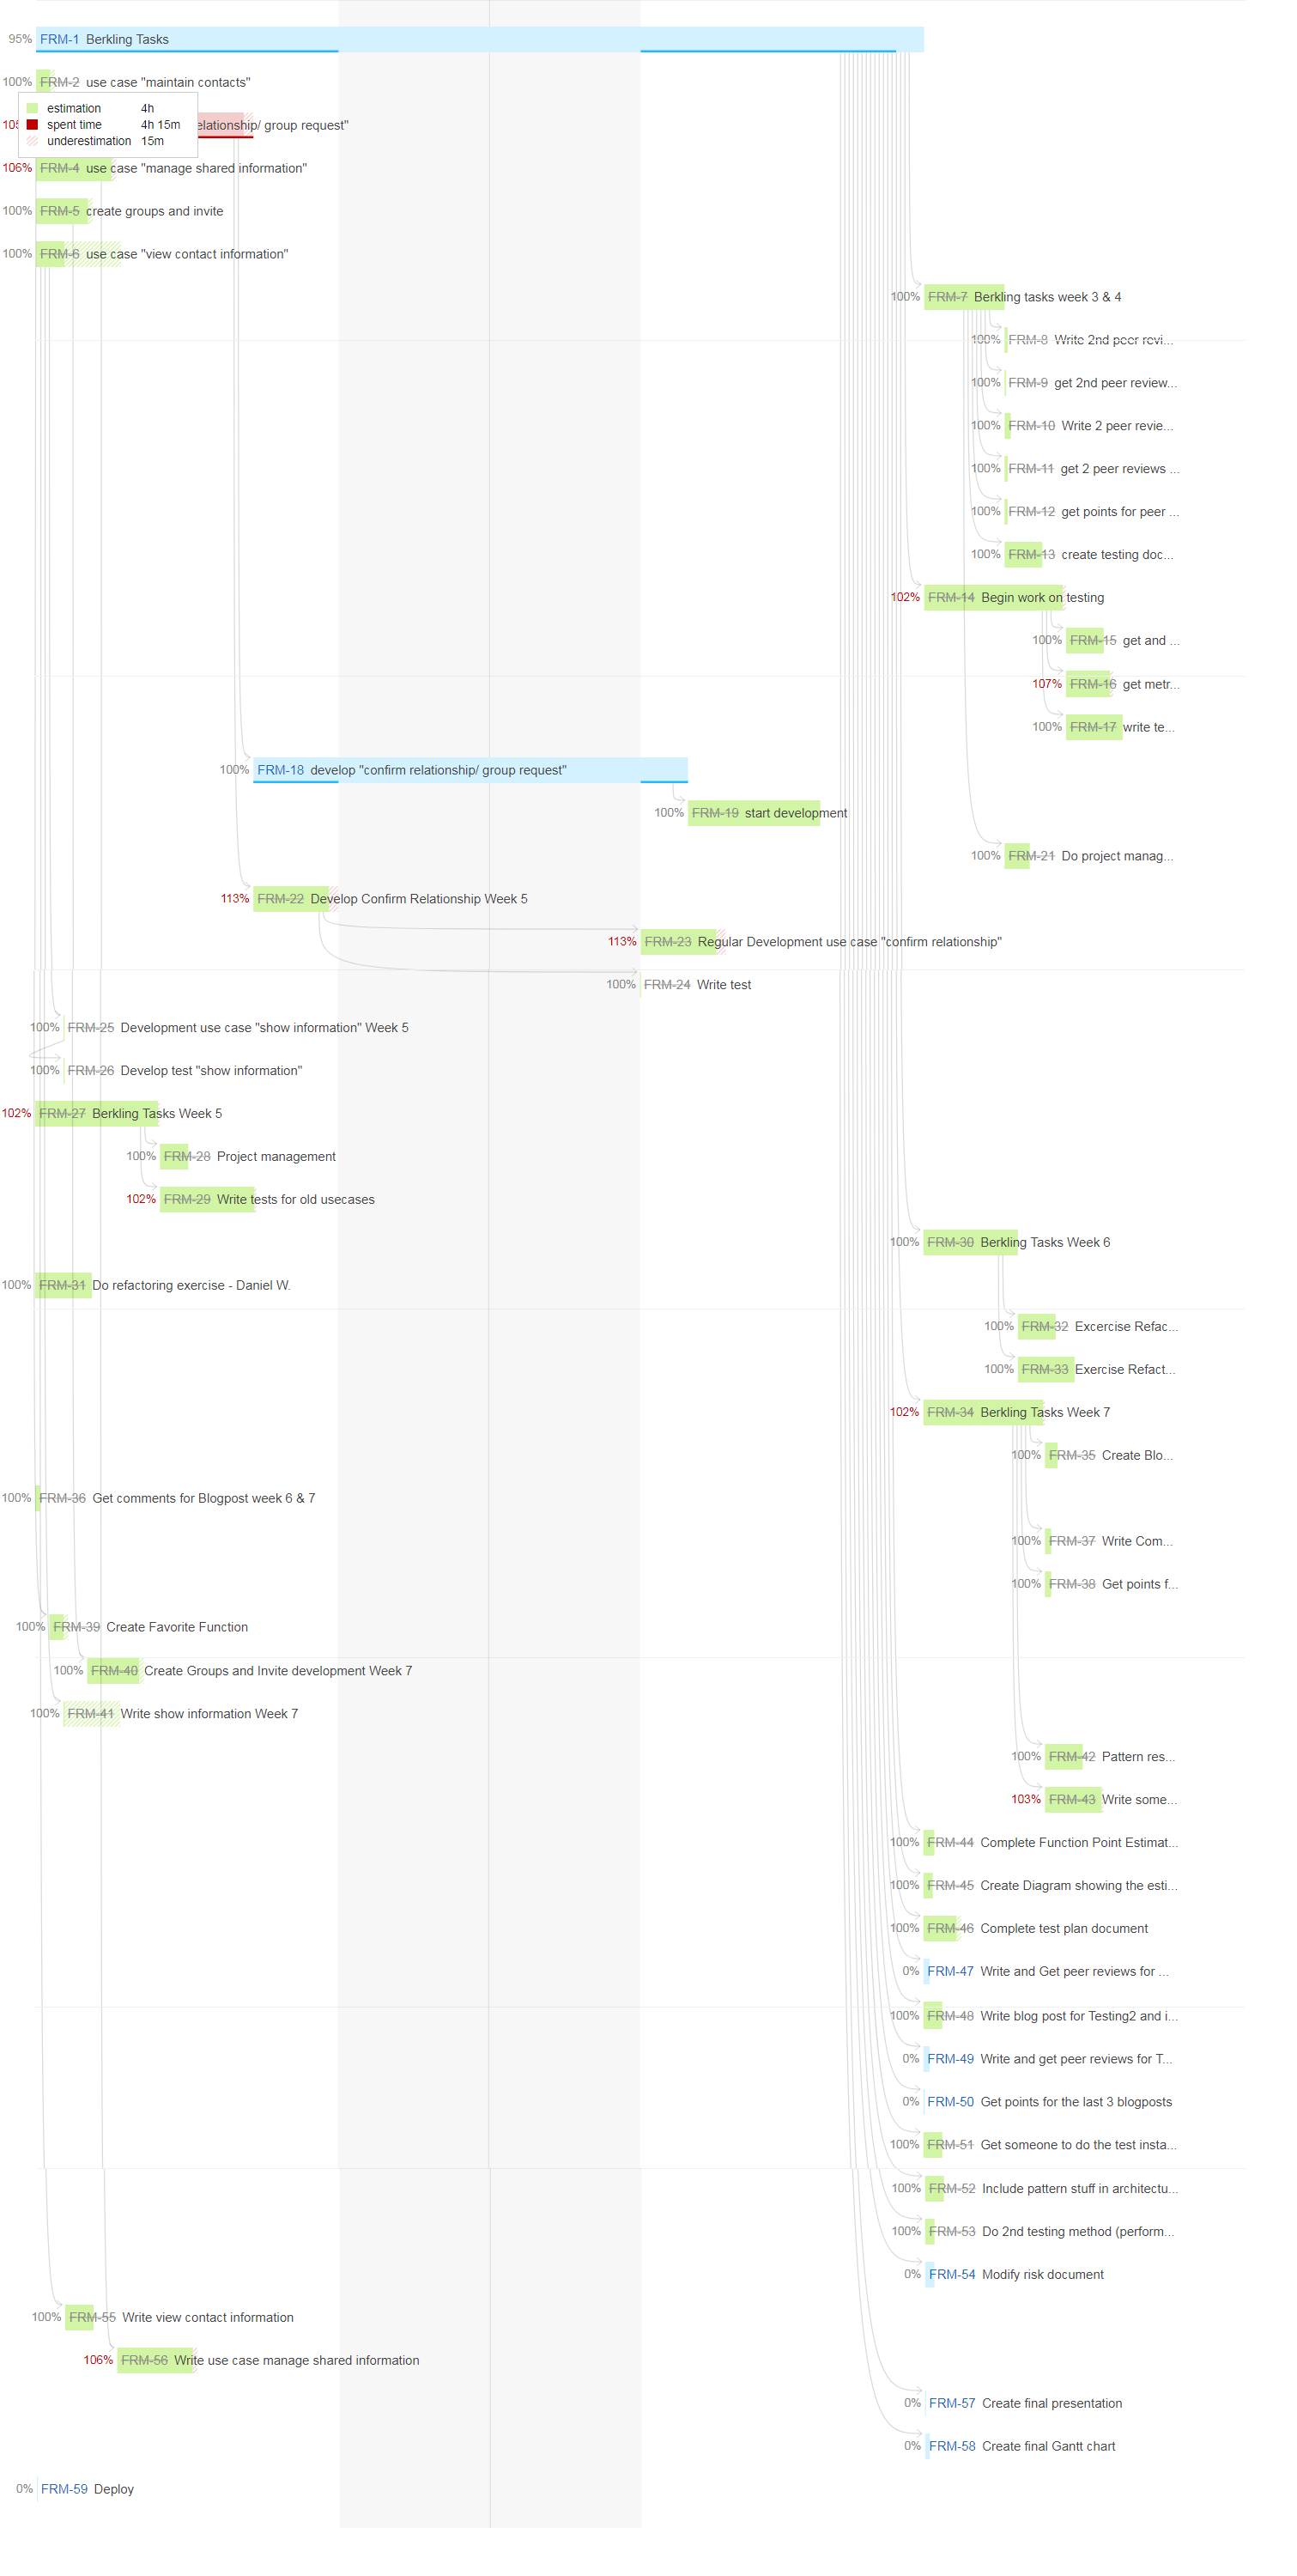 95% FRM-1 Berkling Tasks
100% FRM-2 use case "maintain contacts"
estimation 4h
spent time 4h 15m
underestimation 15m
elationship/ group request"
106% FRM-4 use case "manage shared information"
100% FRM-5 create groups and invite
100% FRM-6 use case "view contact information"
100% FRM-7 Berkling tasks week 3 & 4
100% FRM-8 Write 2nd peer revi...
100% FRM-9 get 2nd peer review...
100% FRM-10 Write 2 peer revie...
100% FRM-11 get 2 peer reviews ...
100% FRM-12 get points for peer ...
100% FRM-13 create testing doc...
102% FRM-14 Begin work on testing
100% FRM-15 get and ...
107% FRM-16 get metr...
100% FRM-17 write te...
100% FRM-18 develop "confirm relationship/ group request"
100% FRM-19 start development
100% FRM-21 Do project manag...
113% FRM-22 Develop Confirm Relationship Week 5
113% FRM-23 Regular Development use case "confirm relationship"
100% FRM-24 Write test
100% FRM-25 Development use case "show information" Week 5
100% FRM-26 Develop test "show information"
102% FRM-27 Berkling Tasks Week 5
100% FRM-28 Project management
102% FRM-29 Write tests for old usecases
100% FRM-30 Berkling Tasks Week 6
100% FRM-31 Do refactoring exercise - Daniel W.
100% FRM-32 Excercise Refac...
100% FRM-33 Exercise Refact...
102% FRM-34 Berkling Tasks Week 7
100% FRM-35 Create Blo...
100% FRM-36 Get comments for Blogpost week 6 & 7
100% FRM-37 Write Com...
100% FRM-38 Get points f...
100% FRM-39 Create Favorite Function
100% FRM-40 Create Groups and Invite development Week 7
100% FRM-41 Write show information Week 7
100% FRM-42 Pattern res...
103% FRM-43 Write some...
100% FRM-44 Complete Function Point Estimat...
100% FRM-45 Create Diagram showing the esti...
100% FRM-46 Complete test plan document
0% FRM-47 Write and Get peer reviews for ...
100% FRM-48 Write blog post for Testing2 and i...
0% FRM-49 Write and get peer reviews for T...
0% FRM-50 Get points for the last 3 blogposts
100% FRM-51 Get someone to do the test insta...
100% FRM-52 Include pattern stuff in architectu...
100% FRM-53 Do 2nd testing method (perform...
0% FRM-54 Modify risk document
100% FRM-55 Write view contact information
106% FRM-56 Write use case manage shared information
0% FRM-57 Create final presentation
0% FRM-58 Create final Gantt chart
0% FRM-59 Deploy